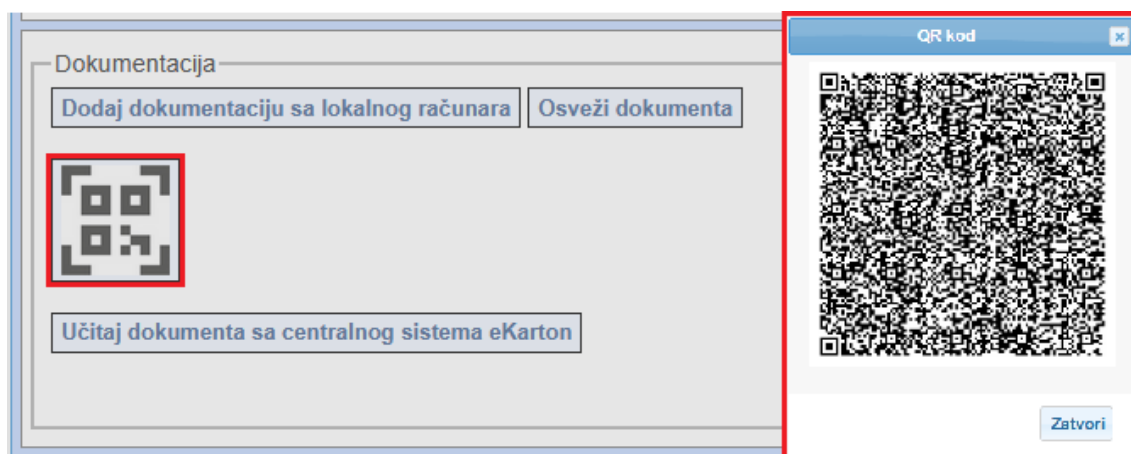 Dokumentacija
Dodaj dokumentaciju sa lokalnog računara
Osveži dokumenta
Učitaj dokumenta sa centralnog sistema eKarton
QR kod
Zatvori